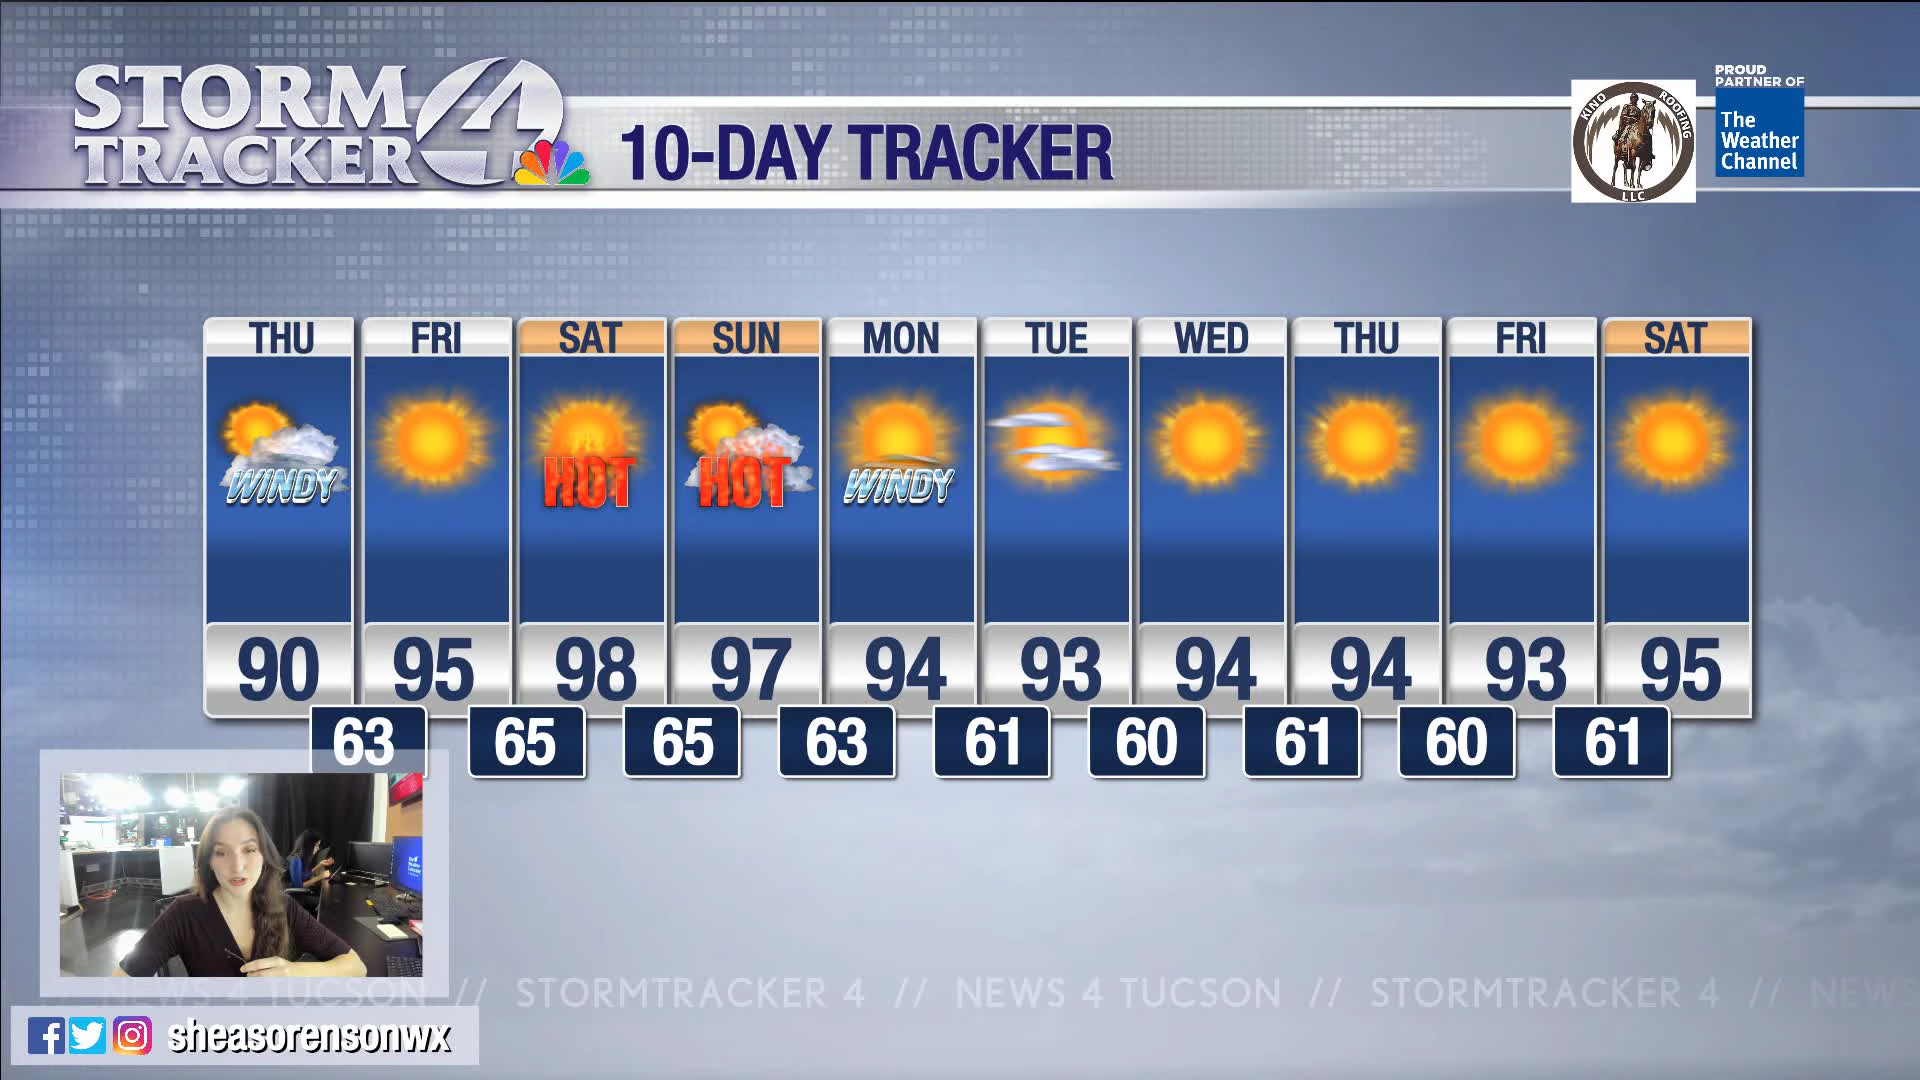 STORM
TRACKER 4
10-DAY TRACKER
KINO ROOFING
LLC
PROUD
PARTNER OF
The
Weather
Channel
THU FRI SAT SUN MON TUE WED THU FRI SAT
WINDY HOT HOT WINDY
90 95 98 97 94 93 94 94 93 95
63 65 65 63 61 60 61 60 61
NEWS 4 TUCSON // STORMTRACKER 4 // NEWS 4 TUCSON // STORMTRACKER 4 // NEWS
sheasorensonwx